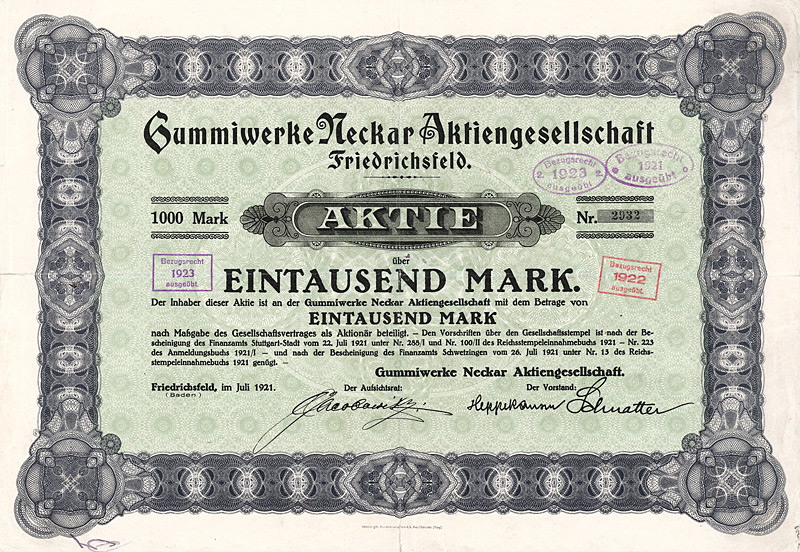 Gummiwerke Neckar Aktiengesellschaft
Friedrichsfeld.
Bezugsrecht
2. 1923 2.
ausgeübt
Bezugsrecht
1921
ausgeübt
1000 Mark
AKTIE
Nr. 2932
über
Bezugsrecht
1923
ausgeübt.
EINTAUSEND MARK.
Bezugsrecht
1922
ausgeübt.
Der Inhaber dieser Aktie ist an der Gummiwerke Neckar Aktiengesellschaft mit dem Betrage von
EINTAUSEND MARK
nach Maßgabe des Gesellschaftsvertrages als Aktionär beteiligt. – Den Vorschriften über den Gesellschaftsstempel ist nach der Be-
scheinigung des Finanzamts Stuttgart-Stadt vom 22. Juli 1921 unter Nr. 288/I und Nr. 100/II des Reichsstempeleinnahmebuchs 1921 – Nr. 223
des Anmeldungsbuchs 1921/I – und nach der Bescheinigung des Finanzamts Schwetzingen vom 26. Juli 1921 unter Nr. 13 des Reichs-
stempeleinnahmebuchs 1921 genügt. –
Gummiwerke Neckar Aktiengesellschaft.
Friedrichsfeld, im Juli 1921.
(Baden)
Der Aufsichtsrat:
Der Vorstand:
Heppekausen Schnatter